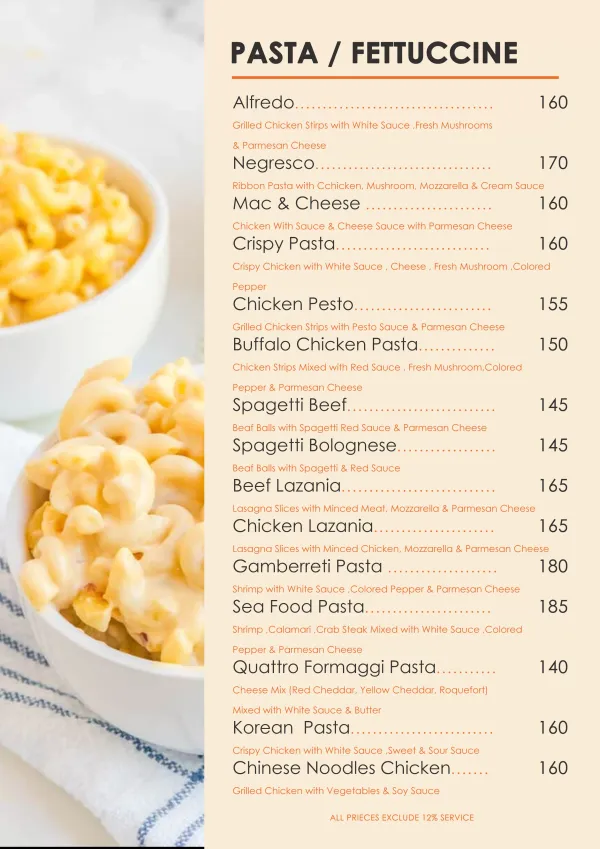 PASTA / FETTUCCINE
Alfredo.................................... 160
Grilled Chicken Stirps with White Sauce ,Fresh Mushrooms
& Parmesan Cheese
Negresco................................ 170
Ribbon Pasta with Cchicken, Mushroom, Mozzarella & Cream Sauce
Mac & Cheese ....................... 160
Chicken With Sauce & Cheese Sauce with Parmesan Cheese
Crispy Pasta............................ 160
Crispy Chicken with White Sauce , Cheese , Fresh Mushroom ,Colored
Pepper
Chicken Pesto......................... 155
Grilled Chicken Strips with Pesto Sauce & Parmesan Cheese
Buffalo Chicken Pasta.............. 150
Chicken Strips Mixed with Red Sauce , Fresh Mushroom,Colored
Pepper & Parmesan Cheese
Spagetti Beef........................... 145
Beaf Balls with Spagetti Red Sauce & Parmesan Cheese
Spagetti Bolognese.................. 145
Beaf Balls with Spagetti & Red Sauce
Beef Lazania............................ 165
Lasagna Slices with Minced Meat, Mozzarella & Parmesan Cheese
Chicken Lazania...................... 165
Lasagna Slices with Minced Chicken, Mozzarella & Parmesan Cheese
Gamberreti Pasta .................... 180
Shrimp with White Sauce ,Colored Pepper & Parmesan Cheese
Sea Food Pasta....................... 185
Shrimp ,Calamari ,Crab Steak Mixed with White Sauce ,Colored
Pepper & Parmesan Cheese
Quattro Formaggi Pasta........... 140
Cheese Mix (Red Cheddar, Yellow Cheddar, Roquefort)
Mixed with White Sauce & Butter
Korean Pasta.......................... 160
Crispy Chicken with White Sauce ,Sweet & Sour Sauce
Chinese Noodles Chicken....... 160
Grilled Chicken with Vegetables & Soy Sauce
ALL PRIECES EXCLUDE 12% SERVICE